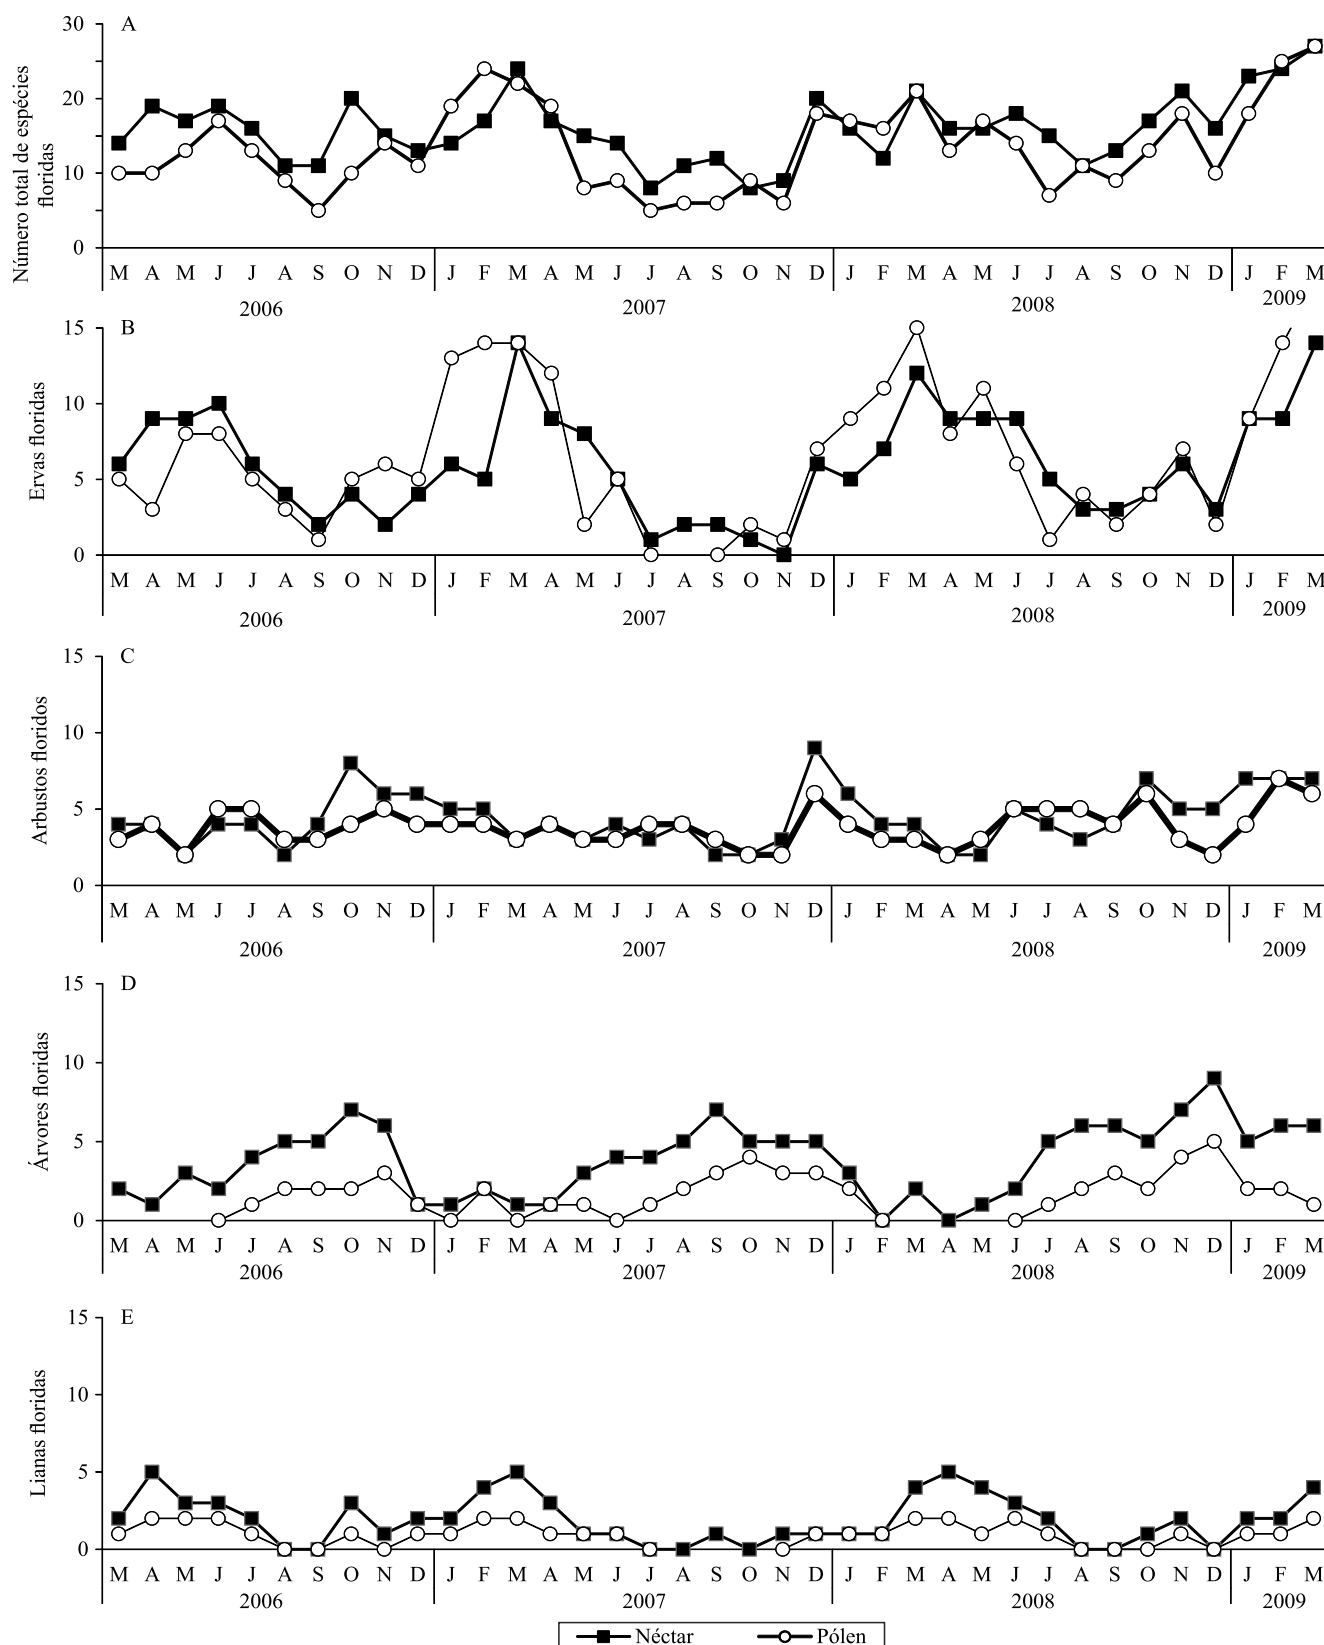 A
30
20
10
0
Número total de espécies
floridas
M A M J J A S O N D J F M A M J J A S O N D J F M A M J J A S O N D J F M
2006 2007 2008 2009
B
15
10
5
0
Ervas floridas
M A M J J A S O N D J F M A M J J A S O N D J F M A M J J A S O N D J F M
2006 2007 2008 2009
C
15
10
5
0
Arbustos floridos
M A M J J A S O N D J F M A M J J A S O N D J F M A M J J A S O N D J F M
2006 2007 2008 2009
D
15
10
5
0
Árvores floridas
M A M J J A S O N D J F M A M J J A S O N D J F M A M J J A S O N D J F M
2006 2007 2008 2009
E
15
10
5
0
Lianas floridas
M A M J J A S O N D J F M A M J J A S O N D J F M A M J J A S O N D J F M
2006 2007 2008 2009
Néctar Pólen